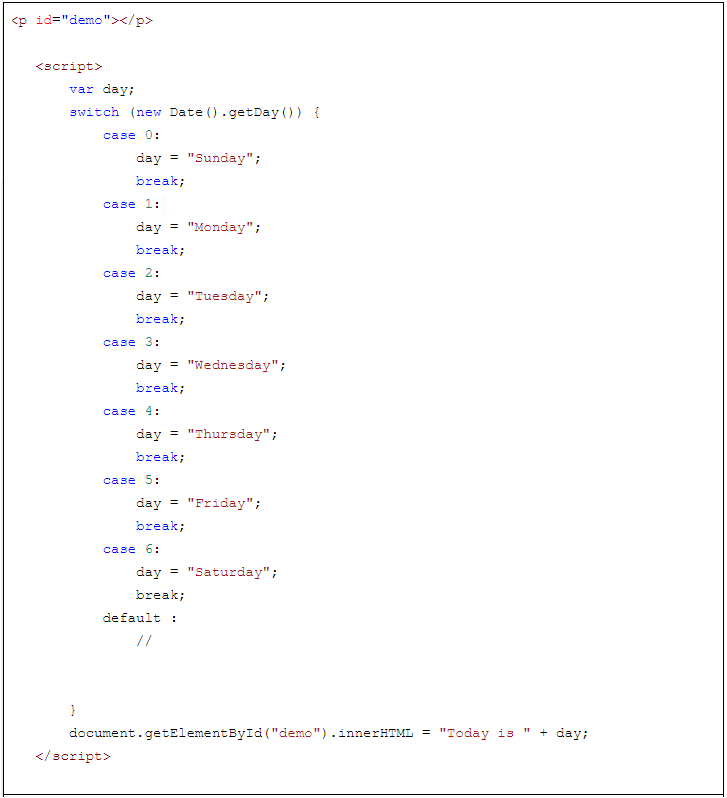 <p id="demo"></p>
<script>
var day;
switch (new Date().getDay()) {
case 0:
day = "Sunday";
break;
case 1:
day = "Monday";
break;
case 2:
day = "Tuesday";
break;
case 3:
day = "Wednesday";
break;
case 4:
day = "Thursday";
break;
case 5:
day = "Friday";
break;
case 6:
day = "Saturday";
break;
default :
//
}
document.getElementById("demo").innerHTML = "Today is " + day;
</script>